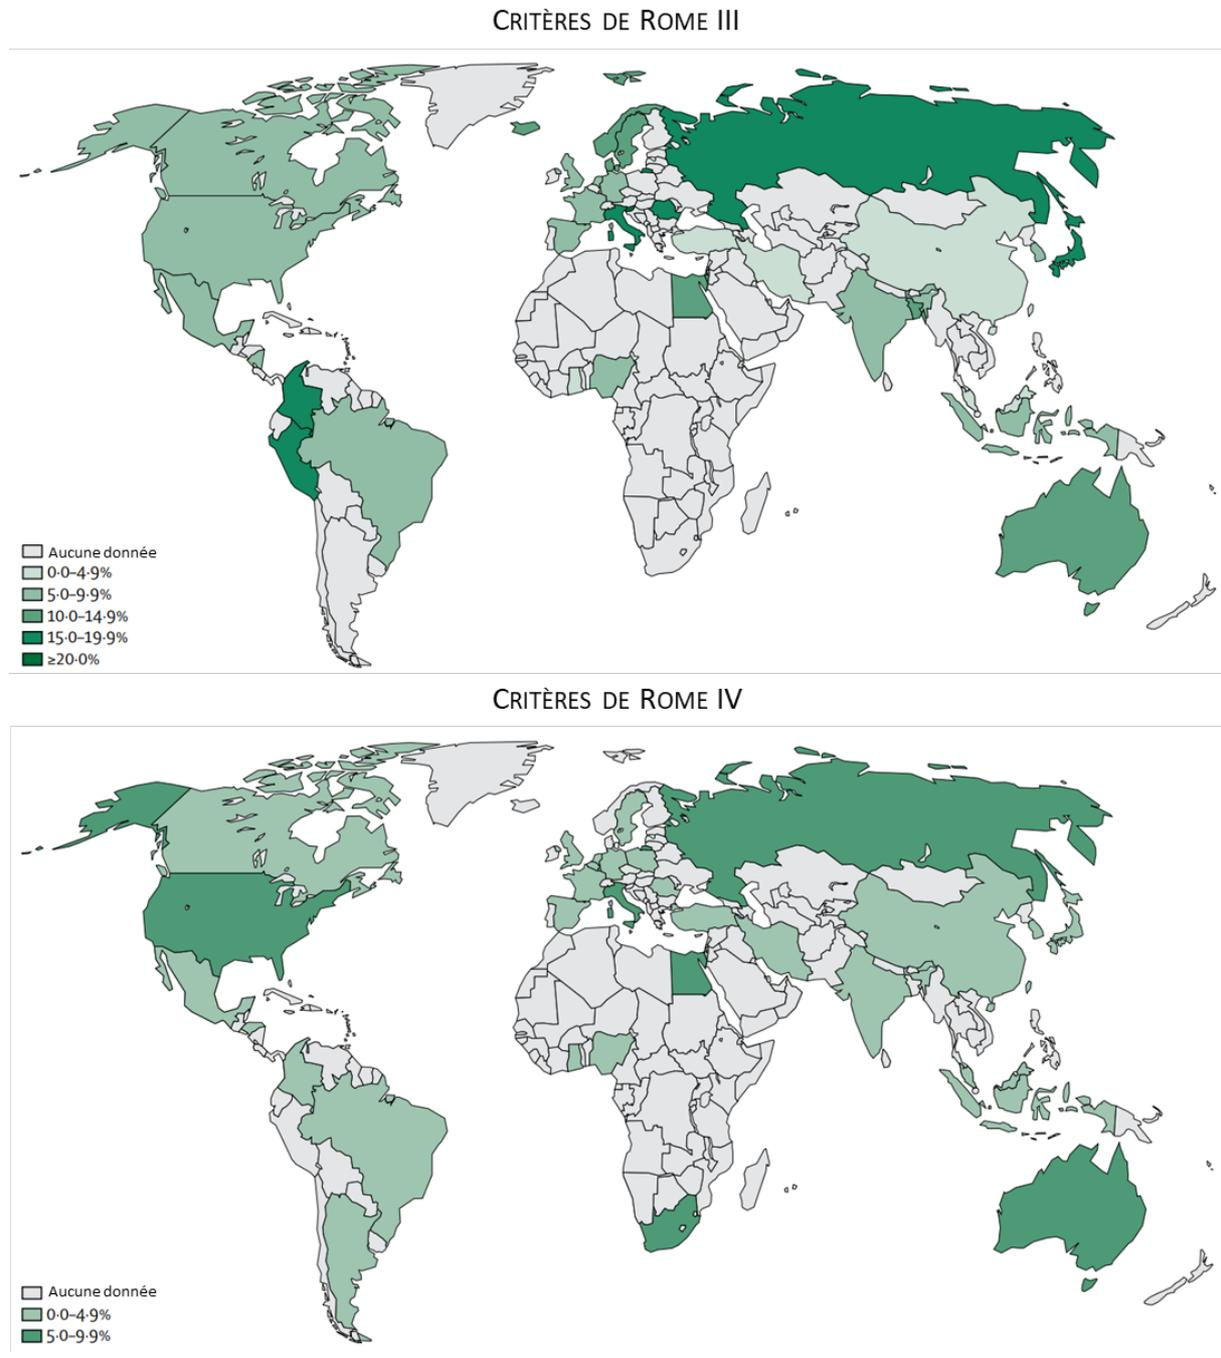 CRITÈRES DE ROME III
Aucune donnée
0·0–4·9%
5·0–9·9%
10·0–14·9%
15·0–19·9%
≥20·0%
CRITÈRES DE ROME IV
Aucune donnée
0·0–4·9%
5·0–9·9%